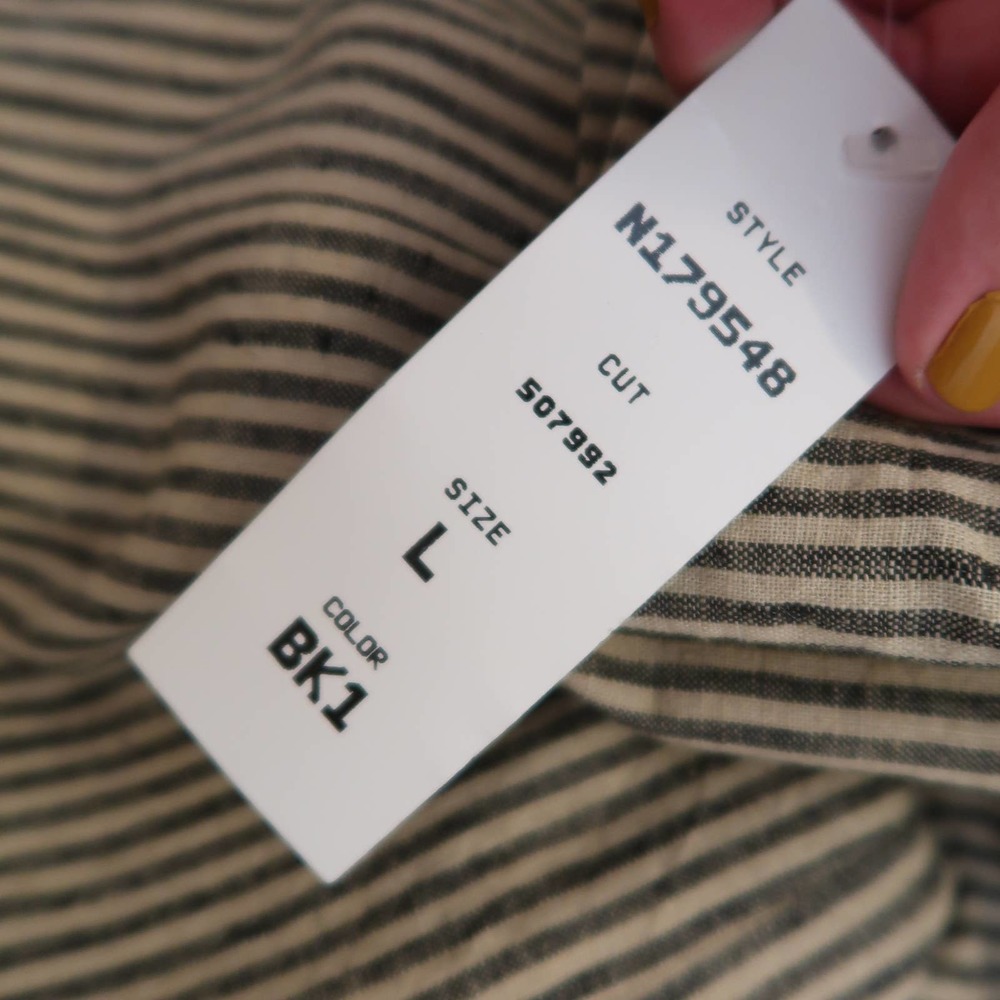 STYLE
N179548
CUT
507992
SIZE
L
COLOR
BK1